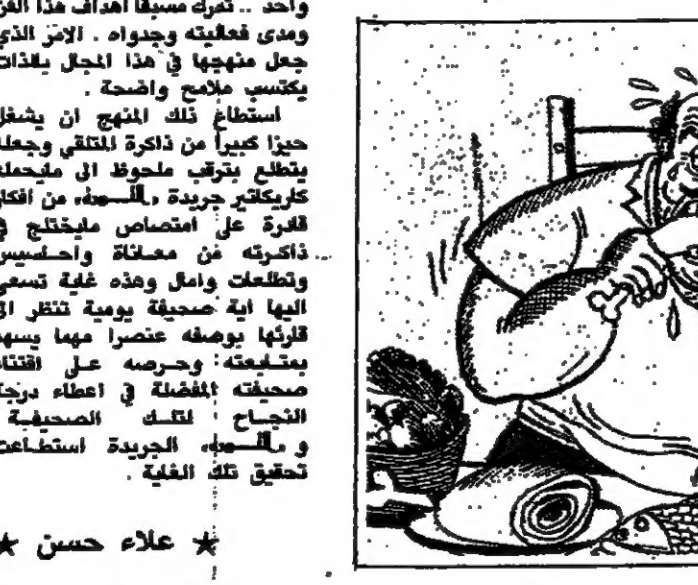 واحد .. تدرك مسبقا اهداف هذا الفن
ومدى فعاليته وجدواه . الامر الذي
جعل منهجها في هذا المجال بالذات
يكتسب ملامح واضحة .
استطاع ذلك المنهج ان يشغل
حيزا كبيرا من ذاكرة المتلقي وجعله
يتطلع بترقب ملحوظ الى مايحمله
كاريكاتير جريدة من افكار
قادرة على امتصاص مايختلج في
ذاكرته من معاناة واحاسيس
وتطلعات وامال وهذه غاية تسعى
اليها اية صحيفة يومية تنظر الى
قارئها بوصفه عنصرا مهما يسهم
بمتابعته وحرصه على اقتناء
صحيفته المفضلة في اعطاء درجة
النجاح لتلك الصحيفة
و الجريدة استطاعت
تحقيق تلك الغاية .
★ علاء حسن ★